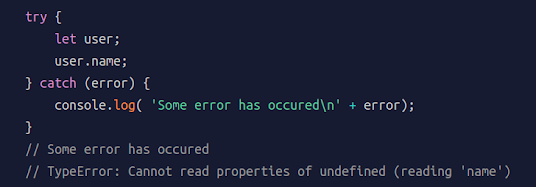 try {
    let user;
    user.name;
} catch (error) {
    console.log( 'Some error has occured\n' + error);
}
// Some error has occured
// TypeError: Cannot read properties of undefined (reading 'name')